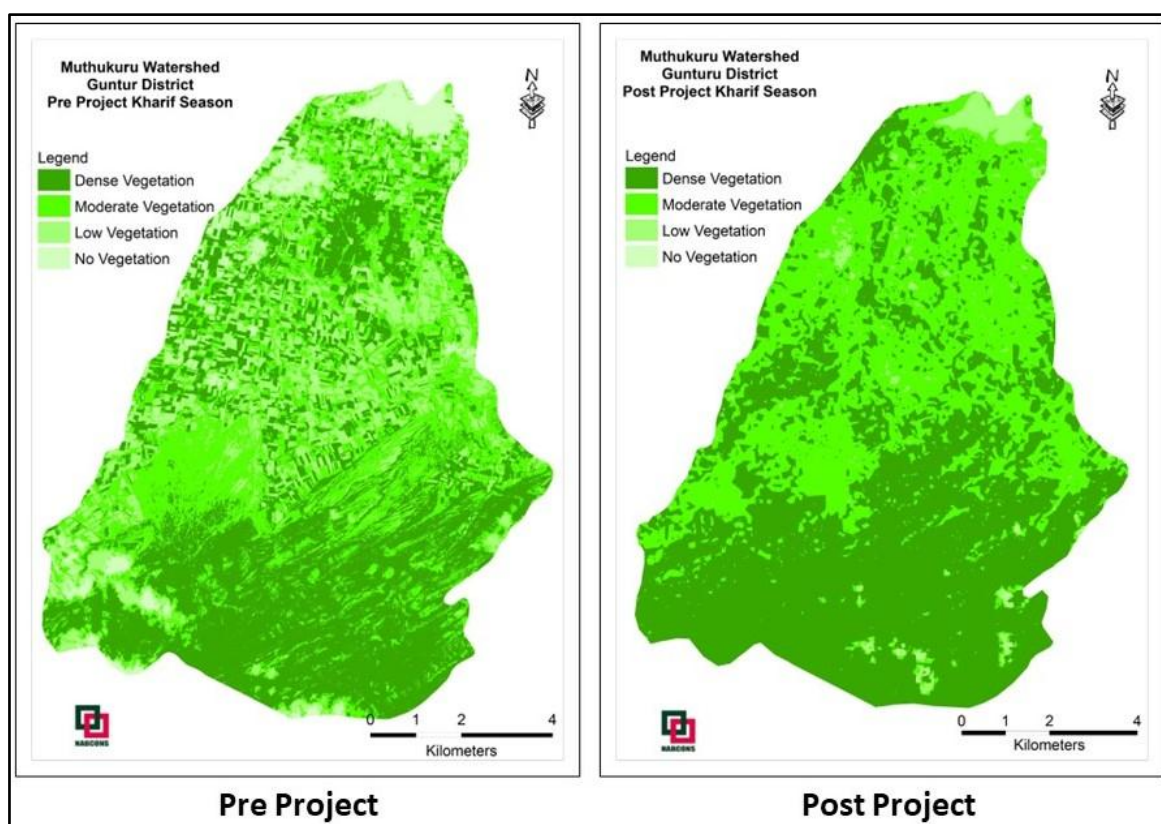 Muthukuru Watershed
Guntur District
Pre Project Kharif Season
N
Legend
Dense Vegetation
Moderate Vegetation
Low Vegetation
No Vegetation
NABCONS
0 1 2 4
Kilometers
Muthukuru Watershed
Gunturu District
Post Project Kharif Season
N
Legend
Dense Vegetation
Moderate Vegetation
Low Vegetation
No Vegetation
NABCONS
0 1 2 4
Kilometers
Pre Project
Post Project